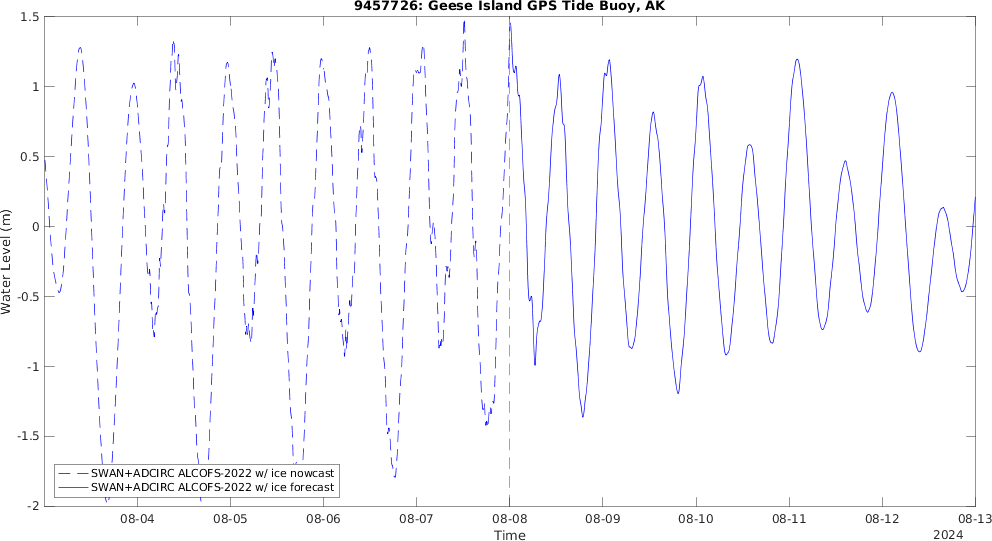 9457726: Geese Island GPS Tide Buoy, AK
Water Level (m)
1.5
1
0.5
0
-0.5
-1
-1.5
-2
SWAN+ADCIRC ALCOFS-2022 w/ ice nowcast
SWAN+ADCIRC ALCOFS-2022 w/ ice forecast
08-04 08-05 08-06 08-07 08-08 08-09 08-10 08-11 08-12 08-13
Time
2024